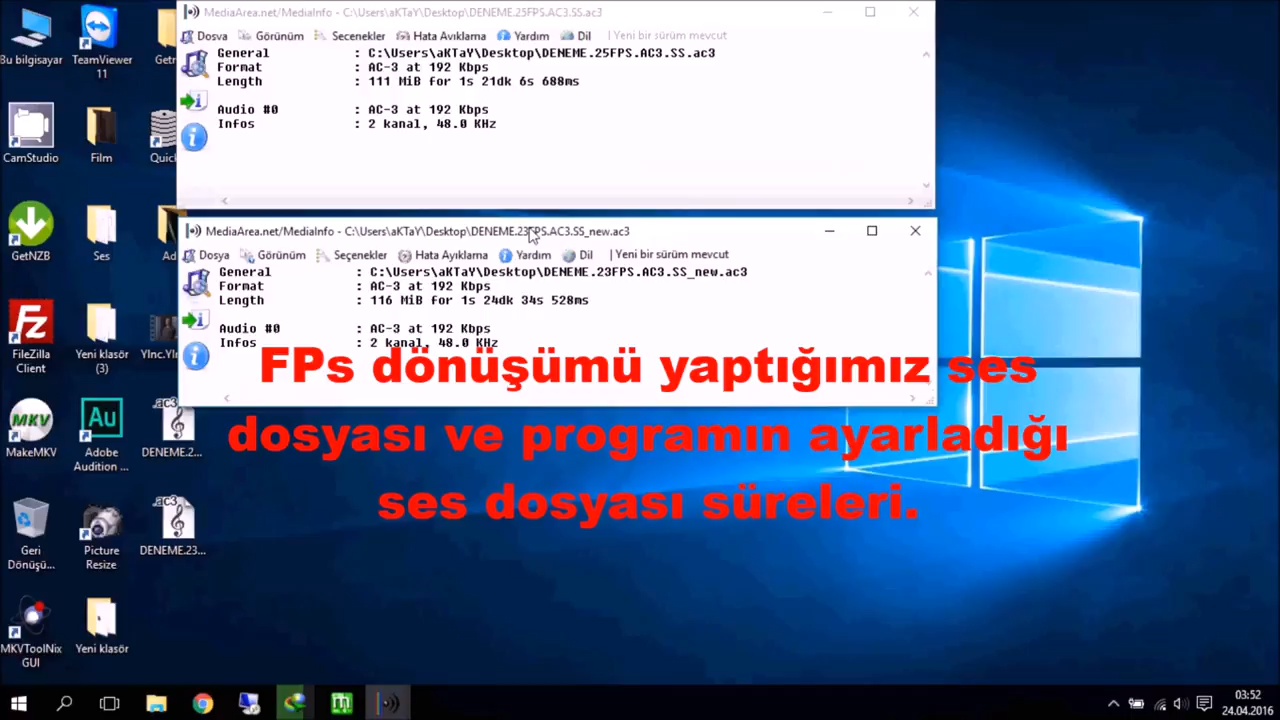 MediaArea.net/MediaInfo - C:\Users\aKTaY\Desktop\DENEME.25FPS.AC3.SS.ac3
Dosya Görünüm Seçenekler Hata Ayıklama Yardım Dil Yeni bir sürüm mevcut
General : C:\Users\aKTaY\Desktop\DENEME.25FPS.AC3.SS.ac3
Format : AC-3 at 192 Kbps
Length : 111 MiB for 1s 21dk 6s 688ms
Audio #0 : AC-3 at 192 Kbps
Infos : 2 kanal, 48.0 KHz
MediaArea.net/MediaInfo - C:\Users\aKTaY\Desktop\DENEME.23FPS.AC3.SS_new.ac3
Dosya Görünüm Seçenekler Hata Ayıklama Yardım Dil Yeni bir sürüm mevcut
General : C:\Users\aKTaY\Desktop\DENEME.23FPS.AC3.SS_new.ac3
Format : AC-3 at 192 Kbps
Length : 116 MiB for 1s 24dk 34s 528ms
Audio #0 : AC-3 at 192 Kbps
Infos : 2 kanal, 48.0 KHz
FPs dönüşümü yaptığımız ses
dosyası ve programın ayarladığı
ses dosyası süreleri.
Bu bilgisayar
TeamViewer
11
CamStudio
Film
GetNZB
Ses
FileZilla
Client
Yeni klasör
(3)
MKV
MakeMKV
Au
Adobe
Audition ...
.ac3
DENEME.2...
Geri
Dönüşü...
Picture
Resize
.ac3
DENEME.23...
MKVToolNix
GUI
Yeni klasör
03:52
24.04.2016